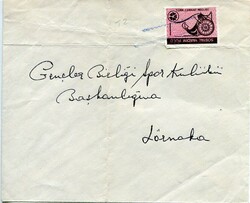 Gençler Birliği Spor Kulübü
Başkanlığına
Lârnaka